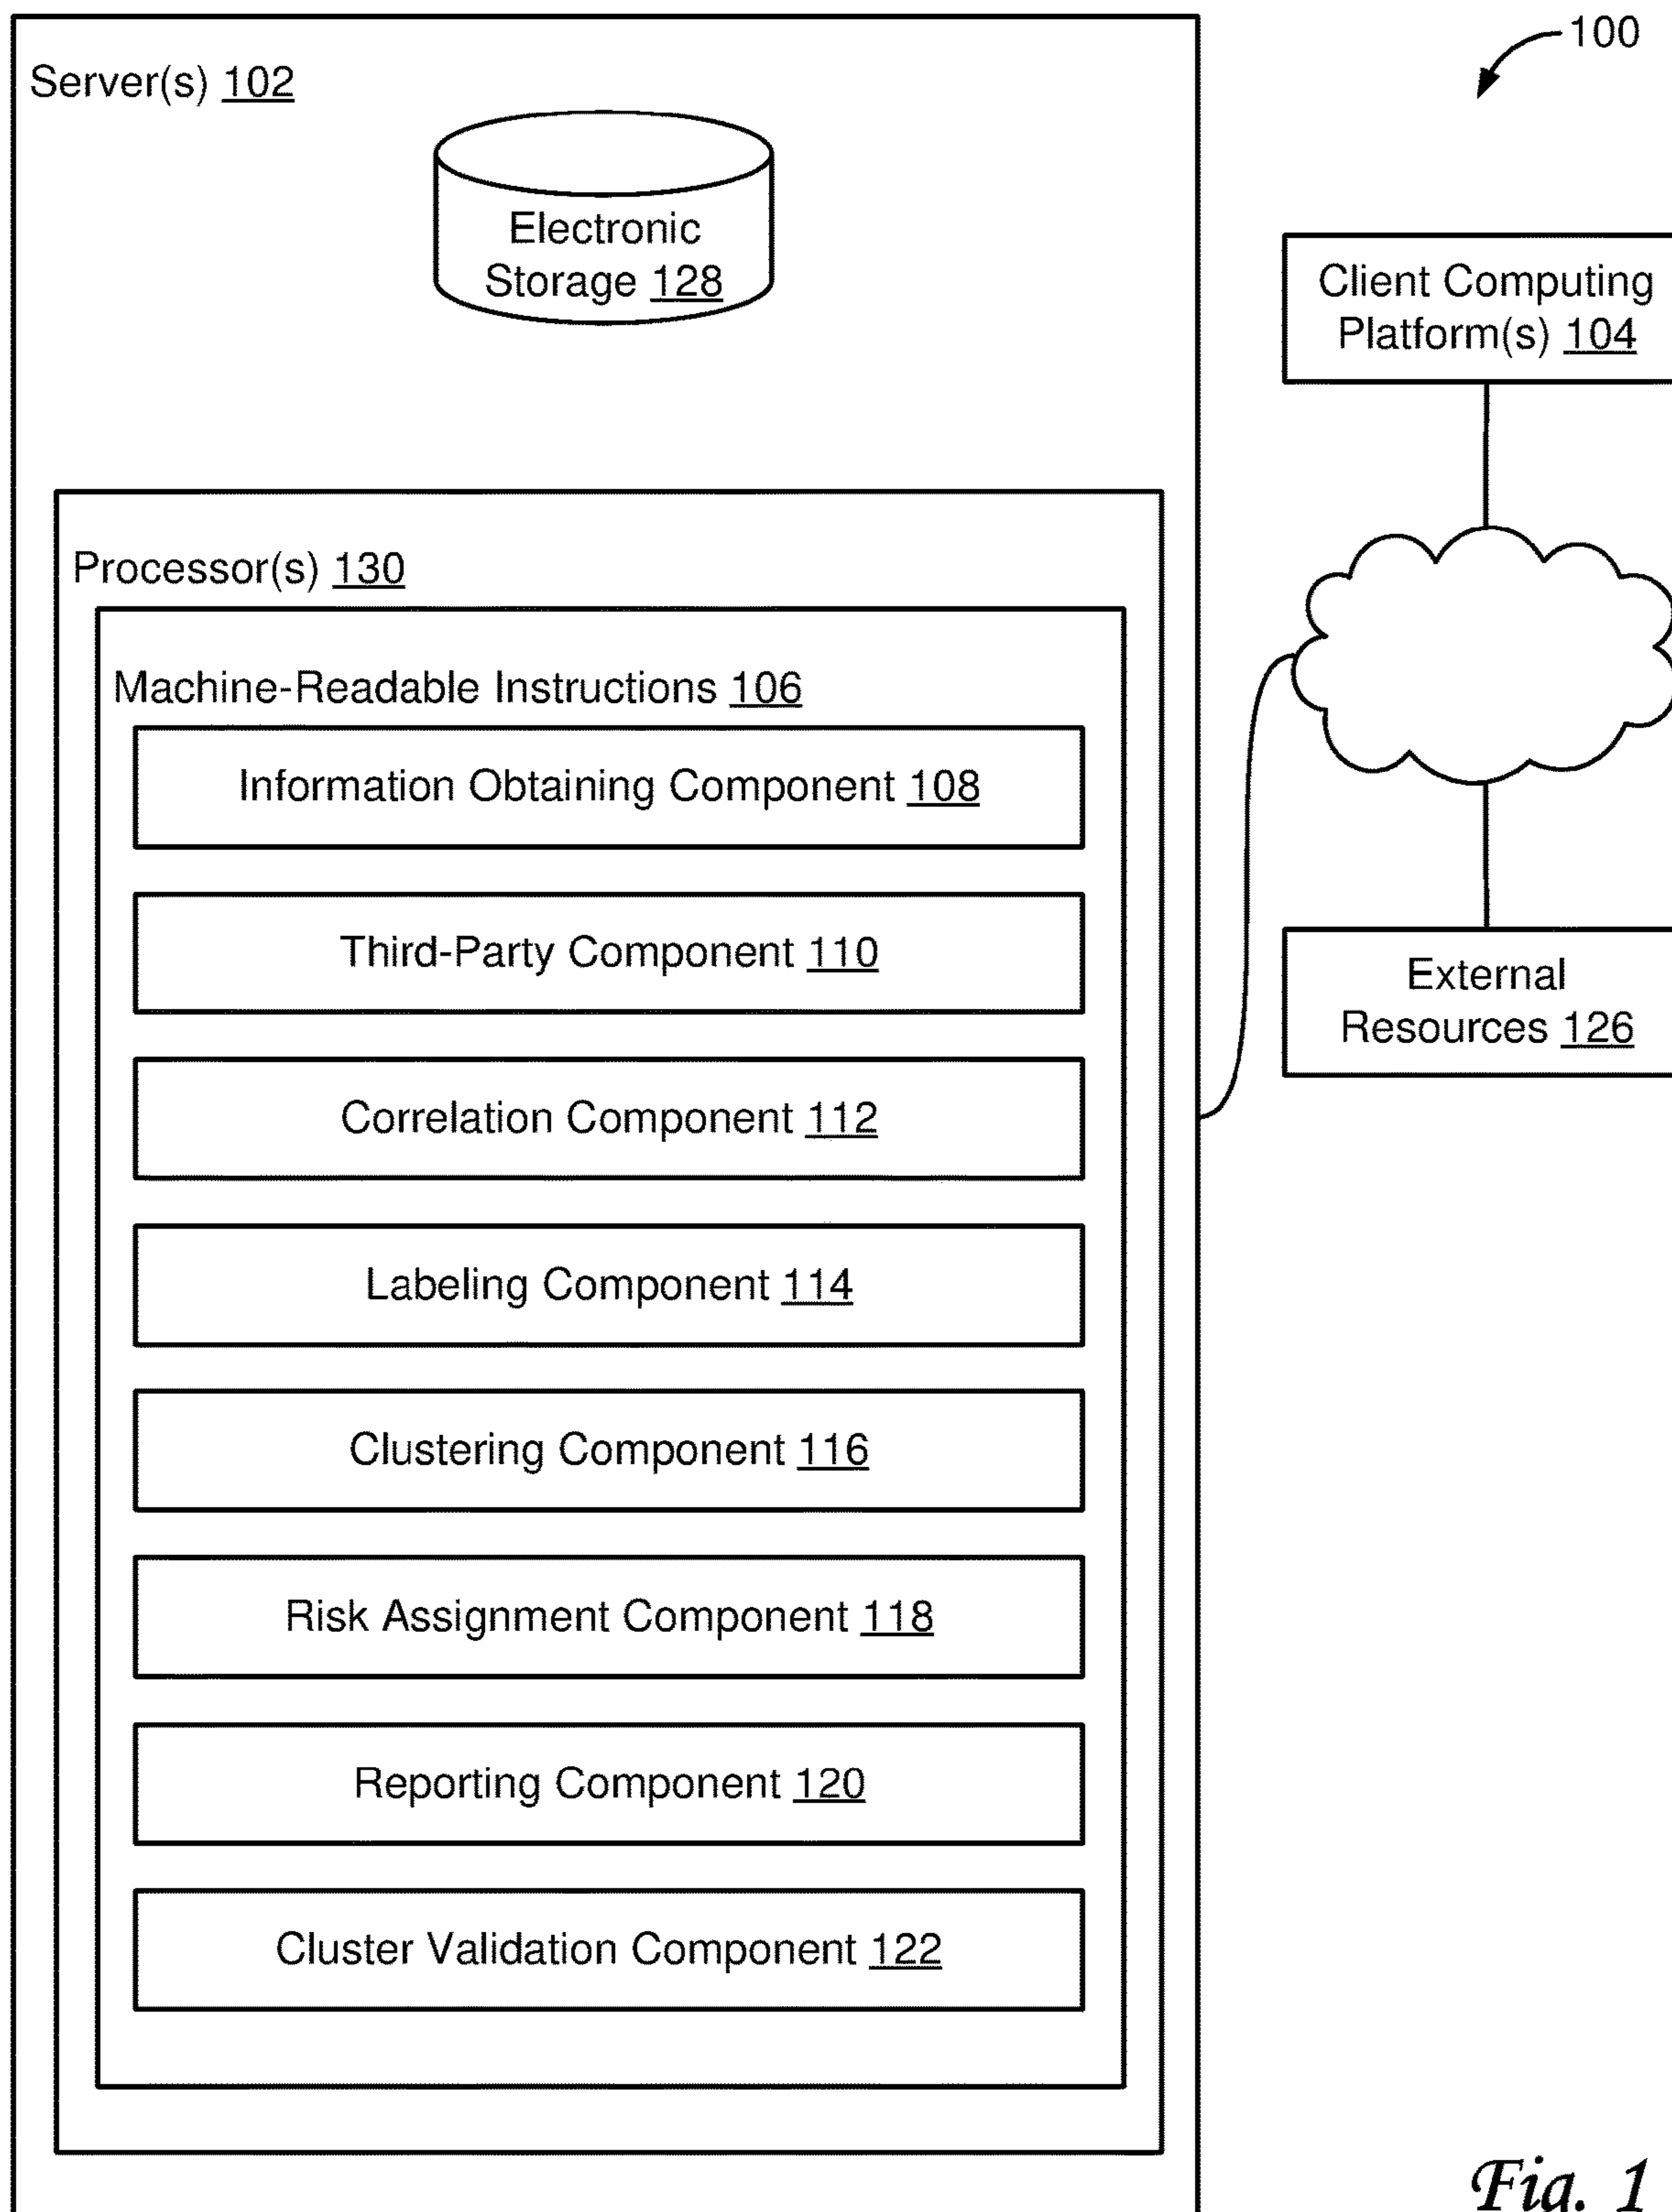 100
Server(s) 102
Electronic
Storage 128
Client Computing
Platform(s) 104
Processor(s) 130
Machine-Readable Instructions 106
Information Obtaining Component 108
Third-Party Component 110
External
Resources 126
Correlation Component 112
Labeling Component 114
Clustering Component 116
Risk Assignment Component 118
Reporting Component 120
Cluster Validation Component 122
Fig. 1